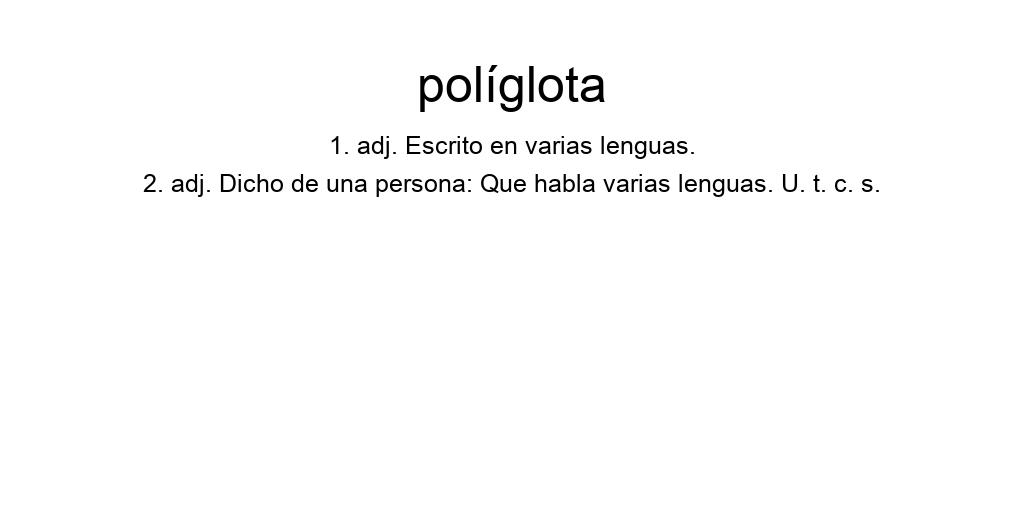 políglota
1. adj. Escrito en varias lenguas.
2. adj. Dicho de una persona: Que habla varias lenguas. U. t. c. s.